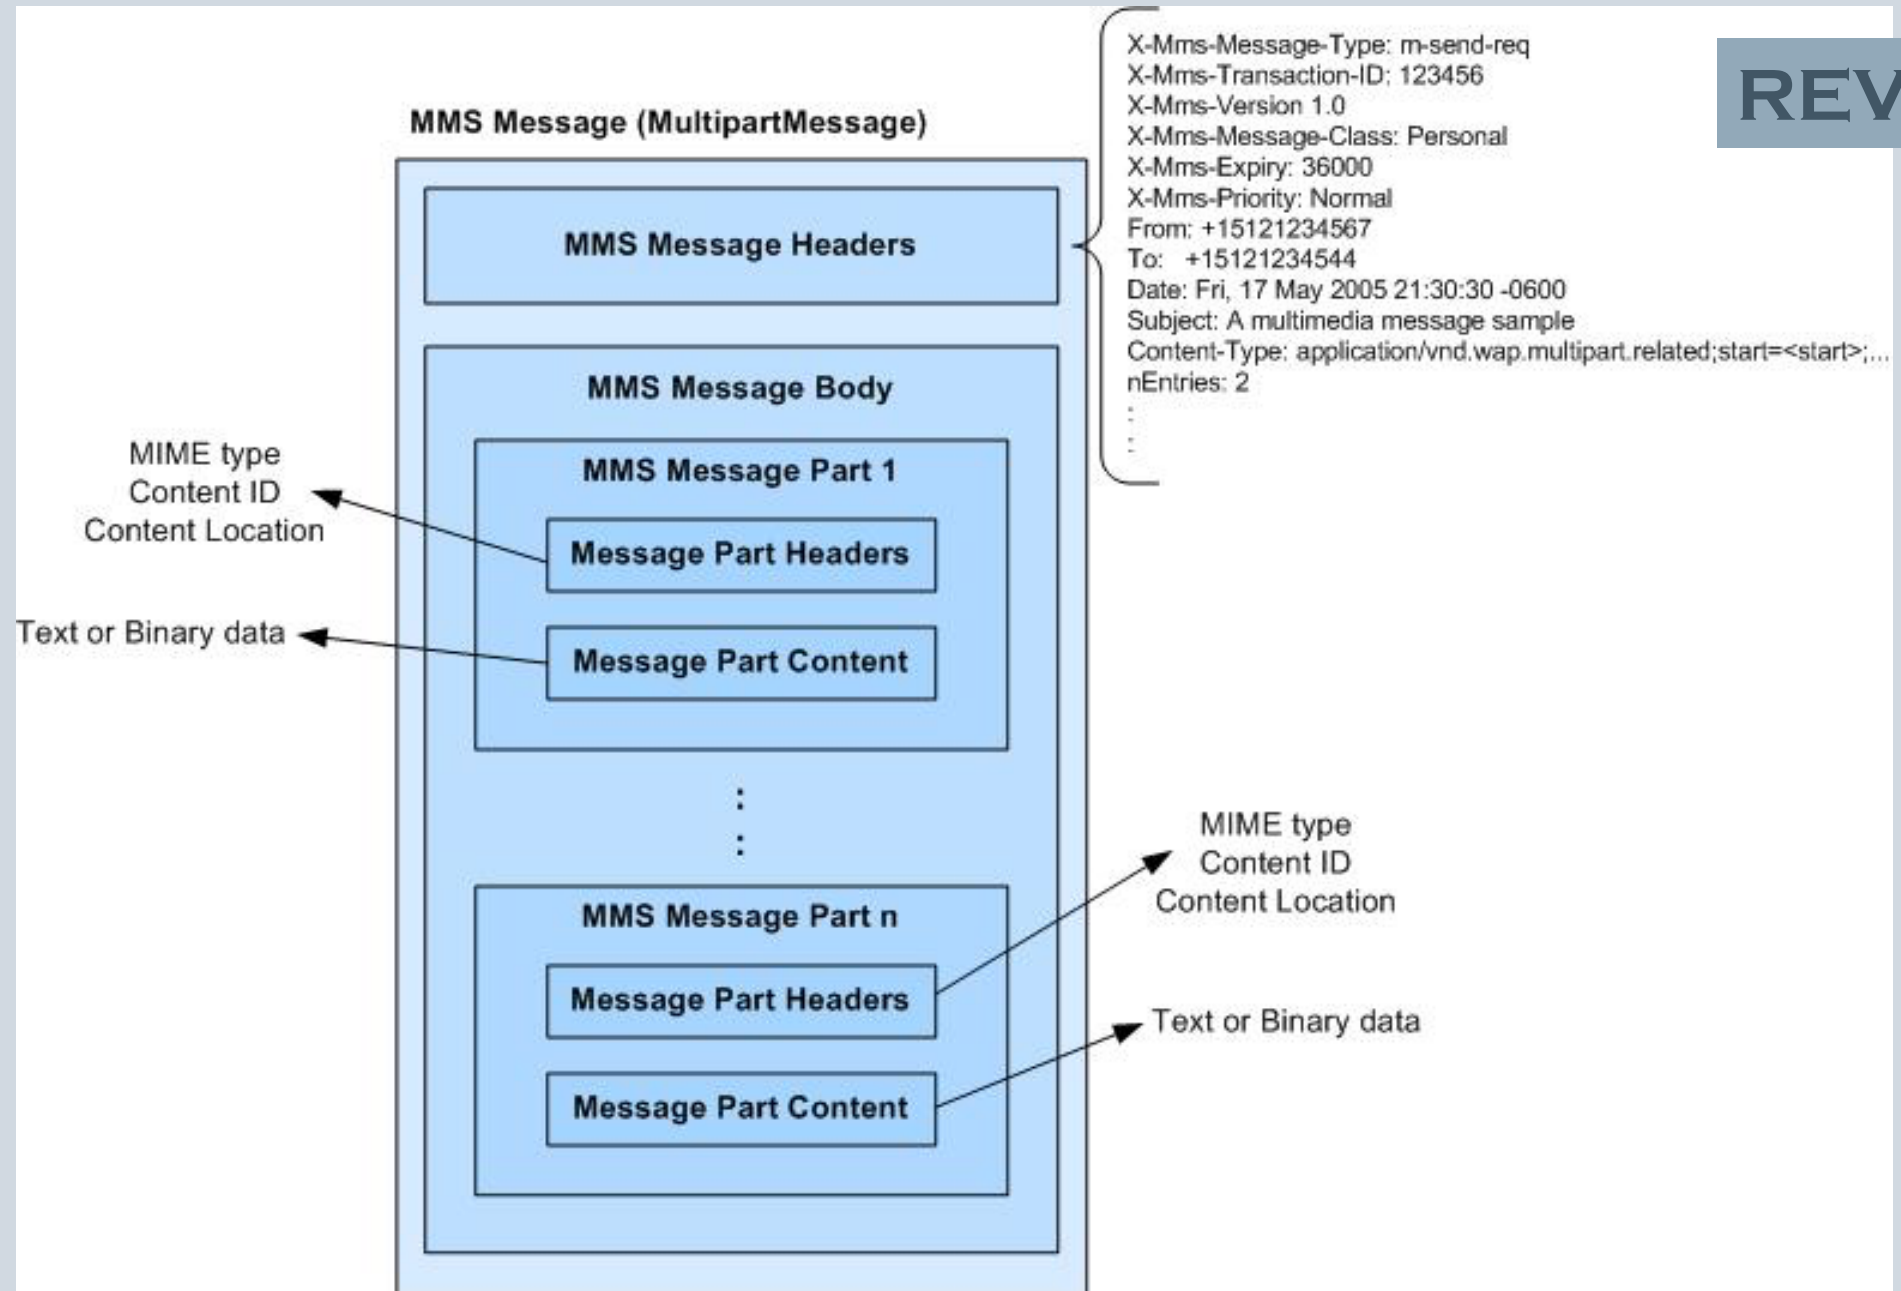 X-Mms-Message-Type: m-send-req
X-Mms-Transaction-ID: 123456
X-Mms-Version 1.0
X-Mms-Message-Class: Personal
X-Mms-Expiry: 36000
X-Mms-Priority: Normal
From: +15121234567
To: +15121234544
Date: Fri, 17 May 2005 21:30:30 -0600
Subject: A multimedia message sample
Content-Type: application/vnd.wap.multipart.related;start=<start>;...
nEntries: 2
:
:
REV
MMS Message (MultipartMessage)
MMS Message Headers
MMS Message Body
MMS Message Part 1
MIME type
Content ID
Content Location
Message Part Headers
Text or Binary data
Message Part Content
:
:
MMS Message Part n
MIME type
Content ID
Content Location
Message Part Headers
Text or Binary data
Message Part Content